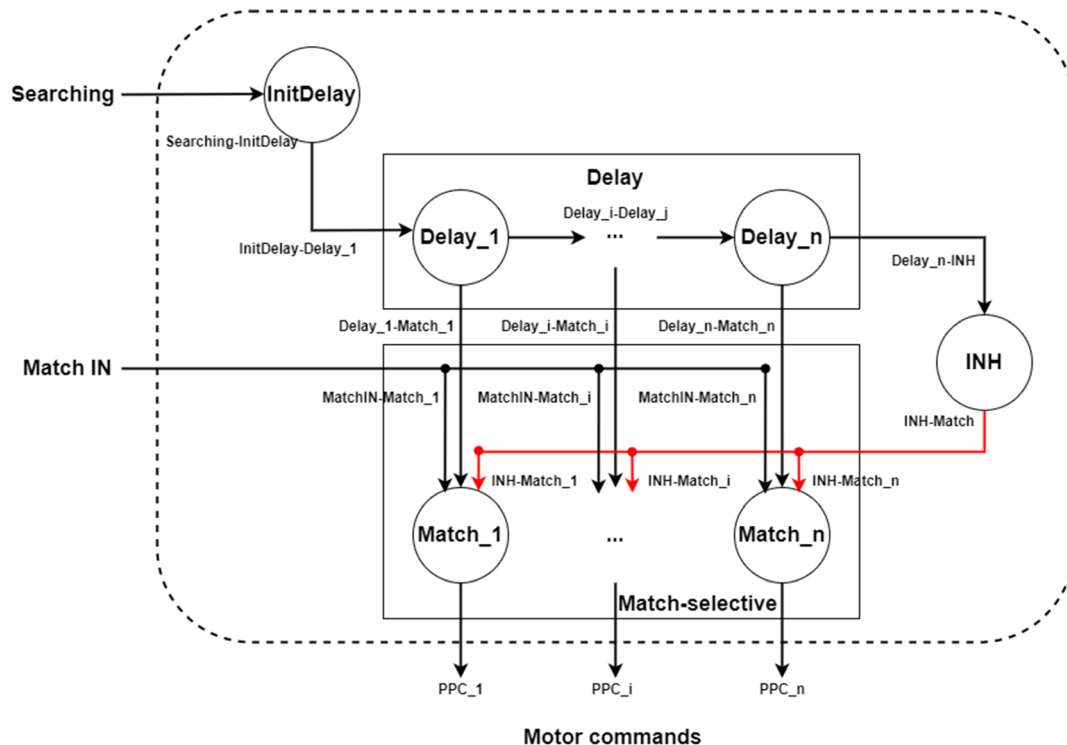 Searching
InitDelay
Searching-InitDelay
Delay
Delay_i-Delay_j
Delay_1
...
Delay_n
InitDelay-Delay_1
Delay_n-INH
Delay_1-Match_1
Delay_i-Match_i
Delay_n-Match_n
Match IN
INH
MatchIN-Match_1
MatchIN-Match_i
MatchIN-Match_n
INH-Match
INH-Match_1
INH-Match_i
INH-Match_n
Match_1
...
Match_n
Match-selective
PPC_1
PPC_i
PPC_n
Motor commands